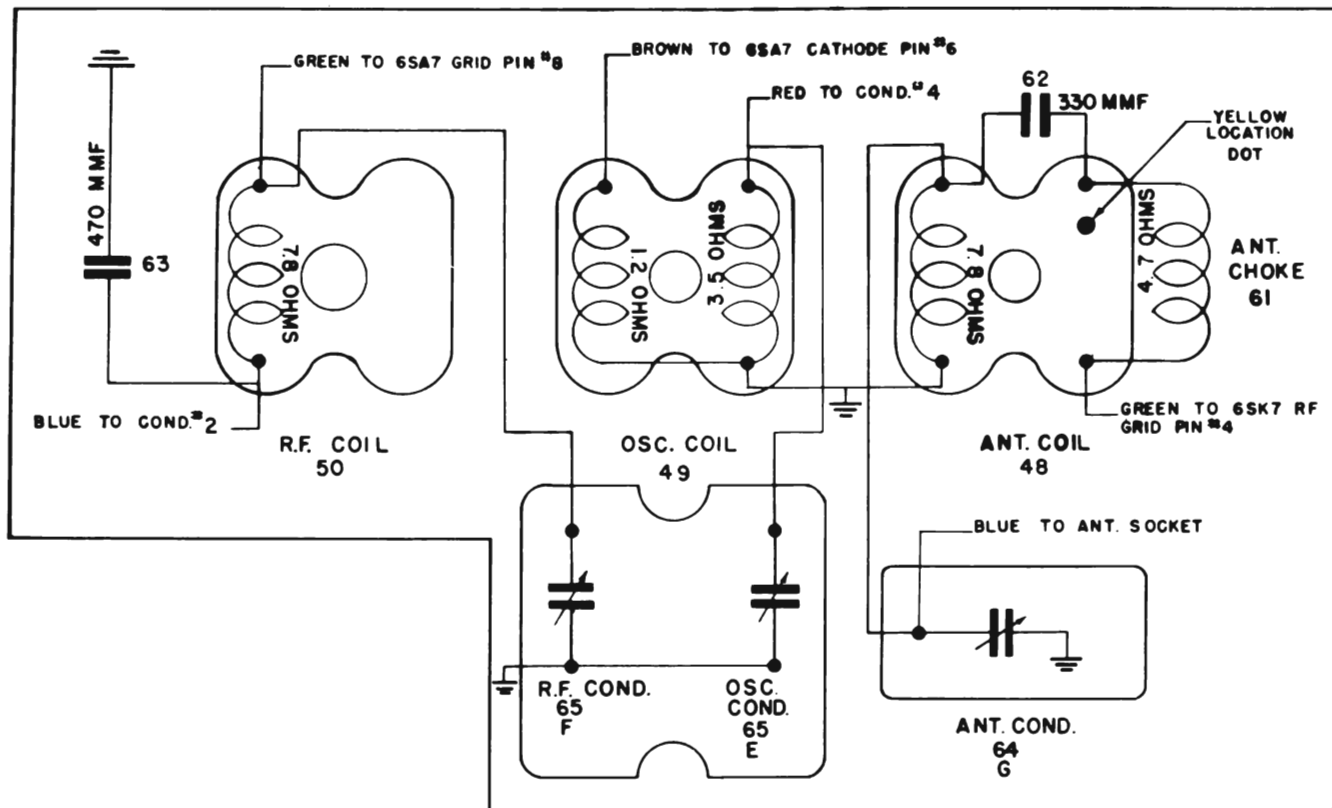 GREEN TO 6SA7 GRID PIN #8
BROWN TO 6SA7 CATHODE PIN #6
RED TO COND. #4
62
330 MMF
YELLOW
LOCATION
DOT
470 MMF
63
7.8 OHMS
1.2 OHMS
3.5 OHMS
7.8 OHMS
4.7 OHMS
ANT.
CHOKE
61
BLUE TO COND. #2
R.F. COIL
50
OSC. COIL
49
ANT. COIL
48
GREEN TO 6SK7 RF
GRID PIN #4
BLUE TO ANT. SOCKET
R.F. COND.
65
F
OSC.
COND.
65
E
ANT. COND.
64
G